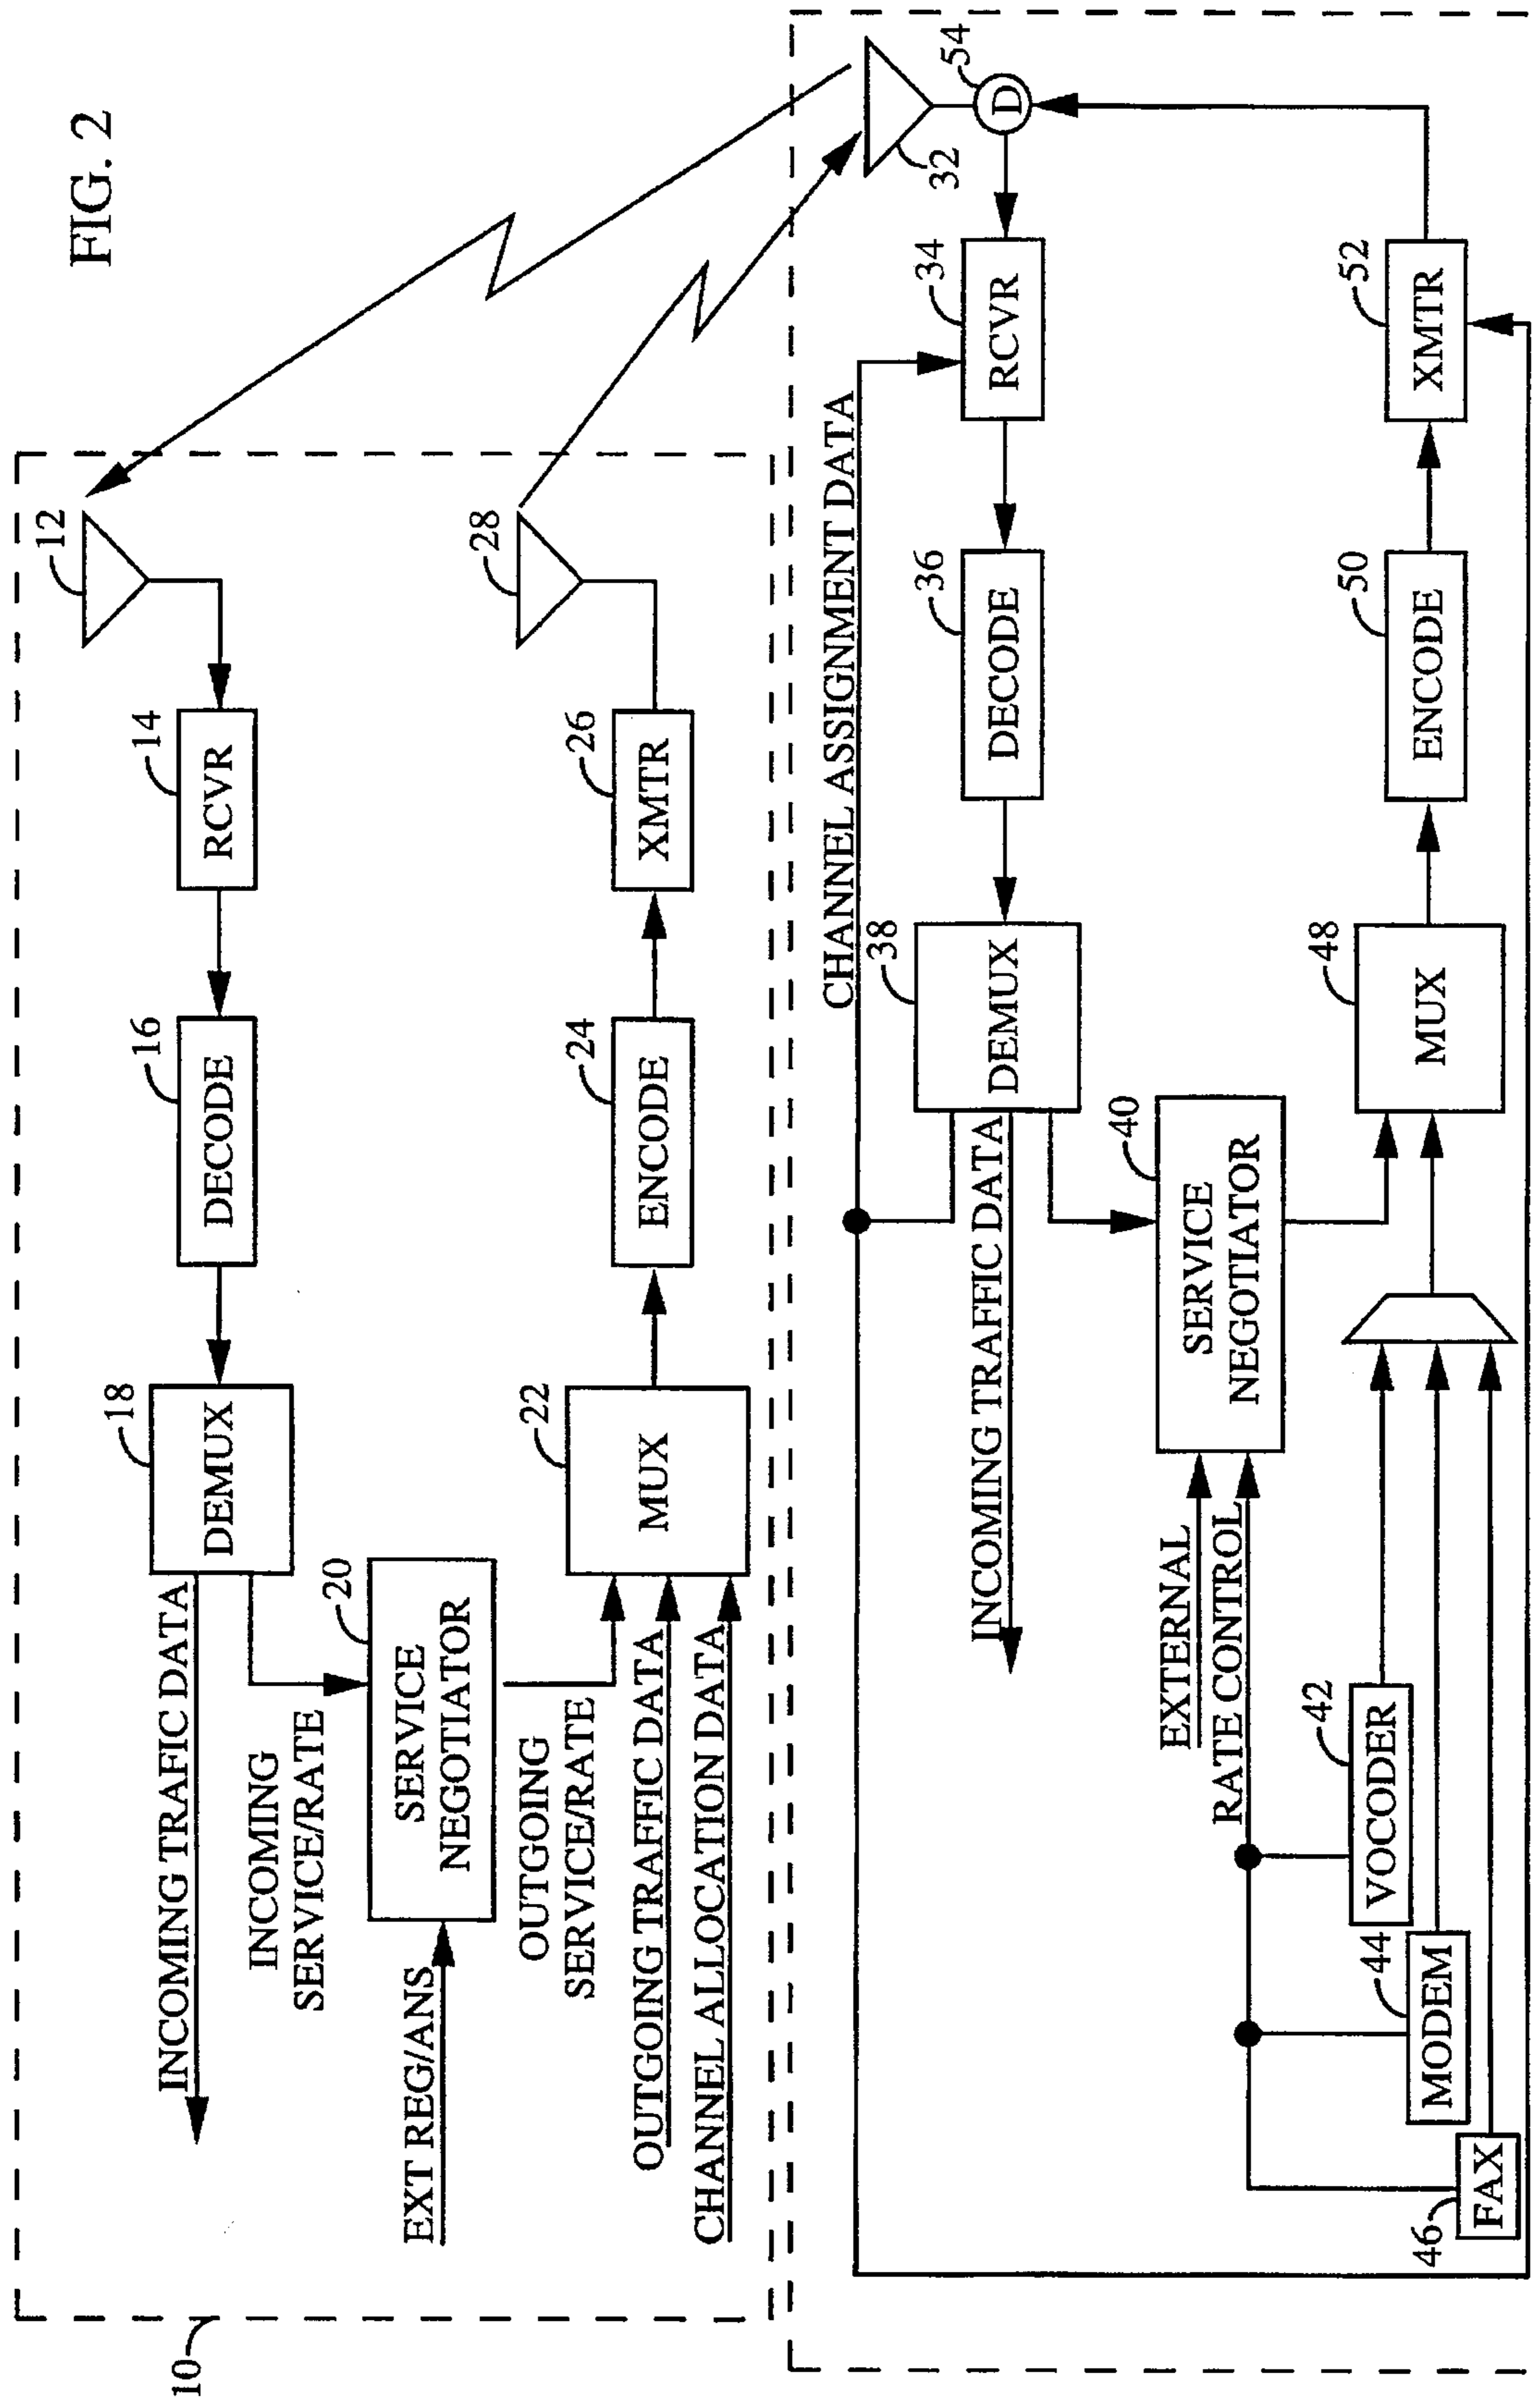 FIG. 2
10
12
RCVR
14
DECODE
16
DEMUX
18
INCOMING TRAFFIC DATA
INCOMING
SERVICE/RATE
SERVICE
NEGOTIATOR
20
EXT REG/ANS
OUTGOING
SERVICE/RATE
OUTGOING TRAFFIC DATA
CHANNEL ALLOCATION DATA
MUX
22
ENCODE
24
XMTR
26
28
CHANNEL ASSIGNMENT DATA
32
D
54
RCVR
34
DECODE
36
DEMUX
38
INCOMING TRAFFIC DATA
SERVICE
NEGOTIATOR
40
EXTERNAL
RATE CONTROL
VOCODER
42
MODEM
44
FAX
46
MUX
48
ENCODE
50
XMTR
52